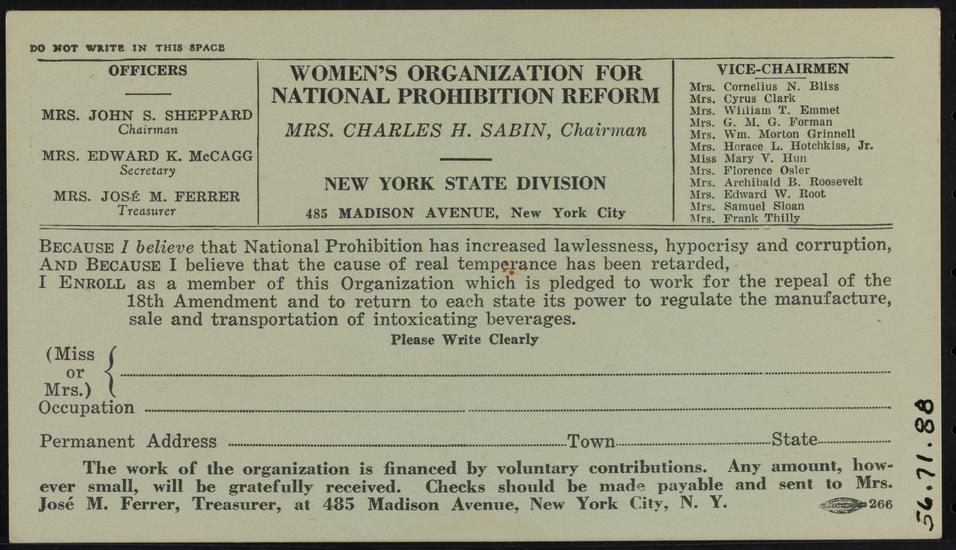 DO NOT WRITE IN THIS SPACE
OFFICERS
MRS. JOHN S. SHEPPARD
Chairman
MRS. EDWARD K. McCAGG
Secretary
MRS. JOSÉ M. FERRER
Treasurer
WOMEN'S ORGANIZATION FOR
NATIONAL PROHIBITION REFORM
MRS. CHARLES H. SABIN, Chairman
NEW YORK STATE DIVISION
485 MADISON AVENUE, New York City
VICE-CHAIRMEN
Mrs. Cornelius N. Bliss
Mrs. Cyrus Clark
Mrs. William T. Emmet
Mrs. G. M. G. Forman
Mrs. Wm. Morton Grinnell
Mrs. Horace L. Hotchkiss, Jr.
Miss Mary V. Hun
Mrs. Florence Osler
Mrs. Archibald B. Roosevelt
Mrs. Edward W. Root
Mrs. Samuel Sloan
Mrs. Frank Thilly
BECAUSE I believe that National Prohibition has increased lawlessness, hypocrisy and corruption,
AND BECAUSE I believe that the cause of real temperance has been retarded,
I ENROLL as a member of this Organization which is pledged to work for the repeal of the
18th Amendment and to return to each state its power to regulate the manufacture,
sale and transportation of intoxicating beverages.
Please Write Clearly
(Miss
or
Mrs.)
Occupation
Permanent Address Town State
The work of the organization is financed by voluntary contributions. Any amount, how-
ever small, will be gratefully received. Checks should be made payable and sent to Mrs.
José M. Ferrer, Treasurer, at 485 Madison Avenue, New York City, N. Y.
266
56.71.88